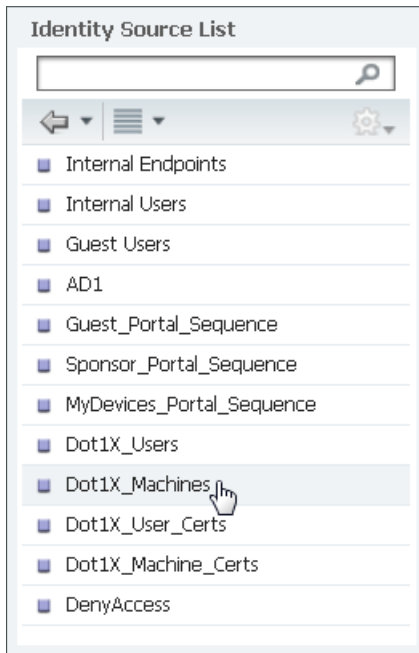 Identity Source List
Internal Endpoints
Internal Users
Guest Users
AD1
Guest_Portal_Sequence
Sponsor_Portal_Sequence
MyDevices_Portal_Sequence
Dot1X_Users
Dot1X_Machines
Dot1X_User_Certs
Dot1X_Machine_Certs
DenyAccess